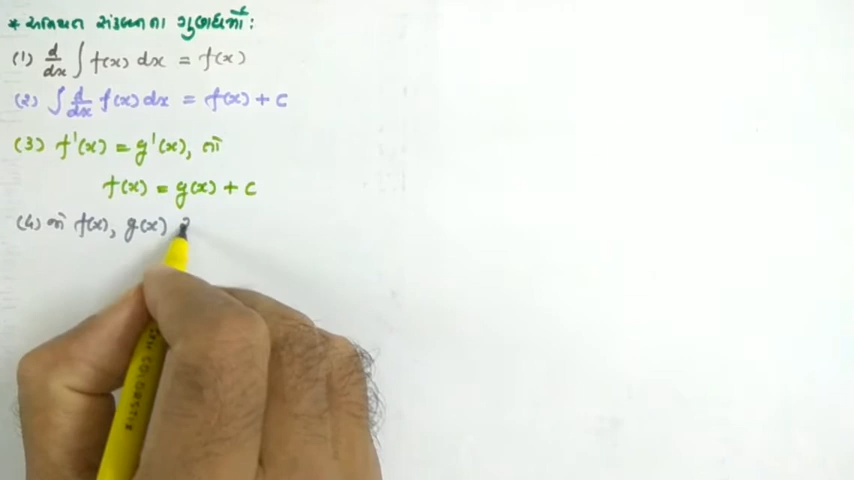 * અનિયત સંકલનના ગુણધર્મો:
(1) d/dx ∫ f(x) dx = f(x)
(2) ∫ d/dx f(x) dx = f(x) + c
(3) f'(x) = g'(x), તો
f(x) = g(x) + c
(4) જો f(x), g(x)